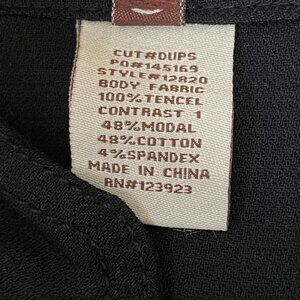 CUT#DUPS
PO#145169
STYLE#12820
BODY FABRIC
100%TENCEL
CONTRAST 1
48%MODAL
48%COTTON
4%SPANDEX
MADE IN CHINA
RN#123923